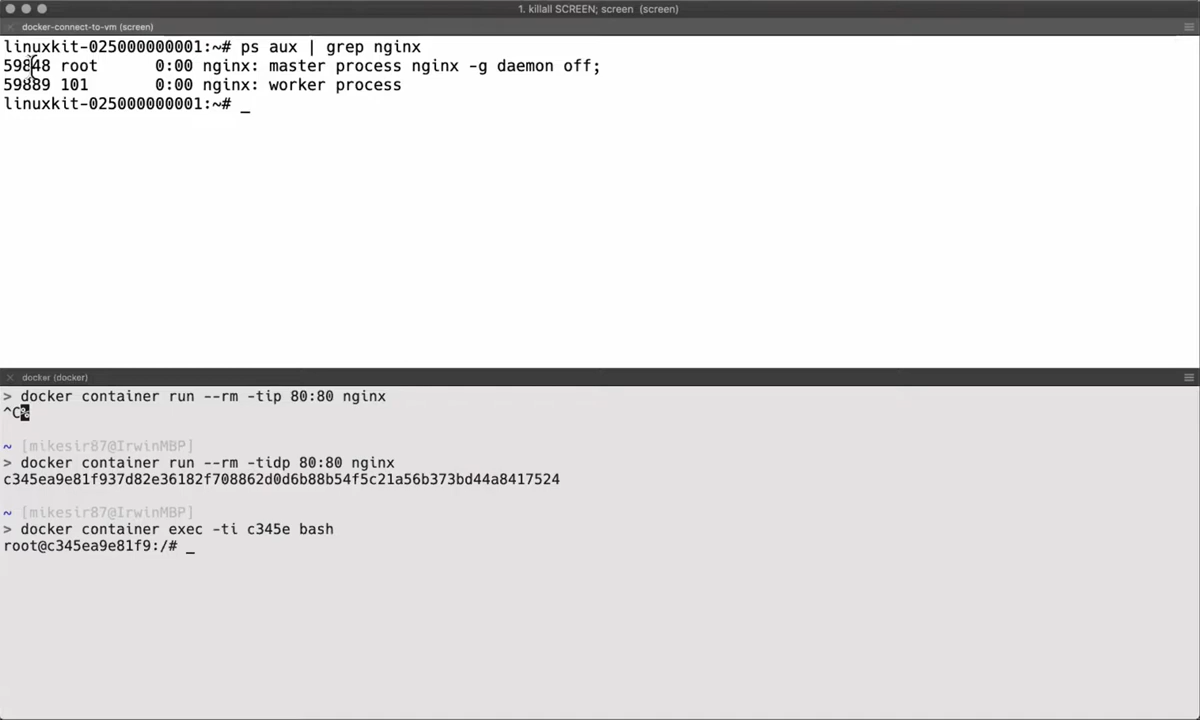 1. killall SCREEN; screen (screen)
docker-connect-to-vm (screen)
linuxkit-025000000001:~# ps aux | grep nginx
59848 root      0:00 nginx: master process nginx -g daemon off;
59889 101       0:00 nginx: worker process
linuxkit-025000000001:~# _
docker (docker)
> docker container run --rm -tip 80:80 nginx
^C%
~ [mikesir87@IrwinMBP]
> docker container run --rm -tidp 80:80 nginx
c345ea9e81f937d82e36182f708862d0d6b88b54f5c21a56b373bd44a8417524
~ [mikesir87@IrwinMBP]
> docker container exec -ti c345e bash
root@c345ea9e81f9:/# _